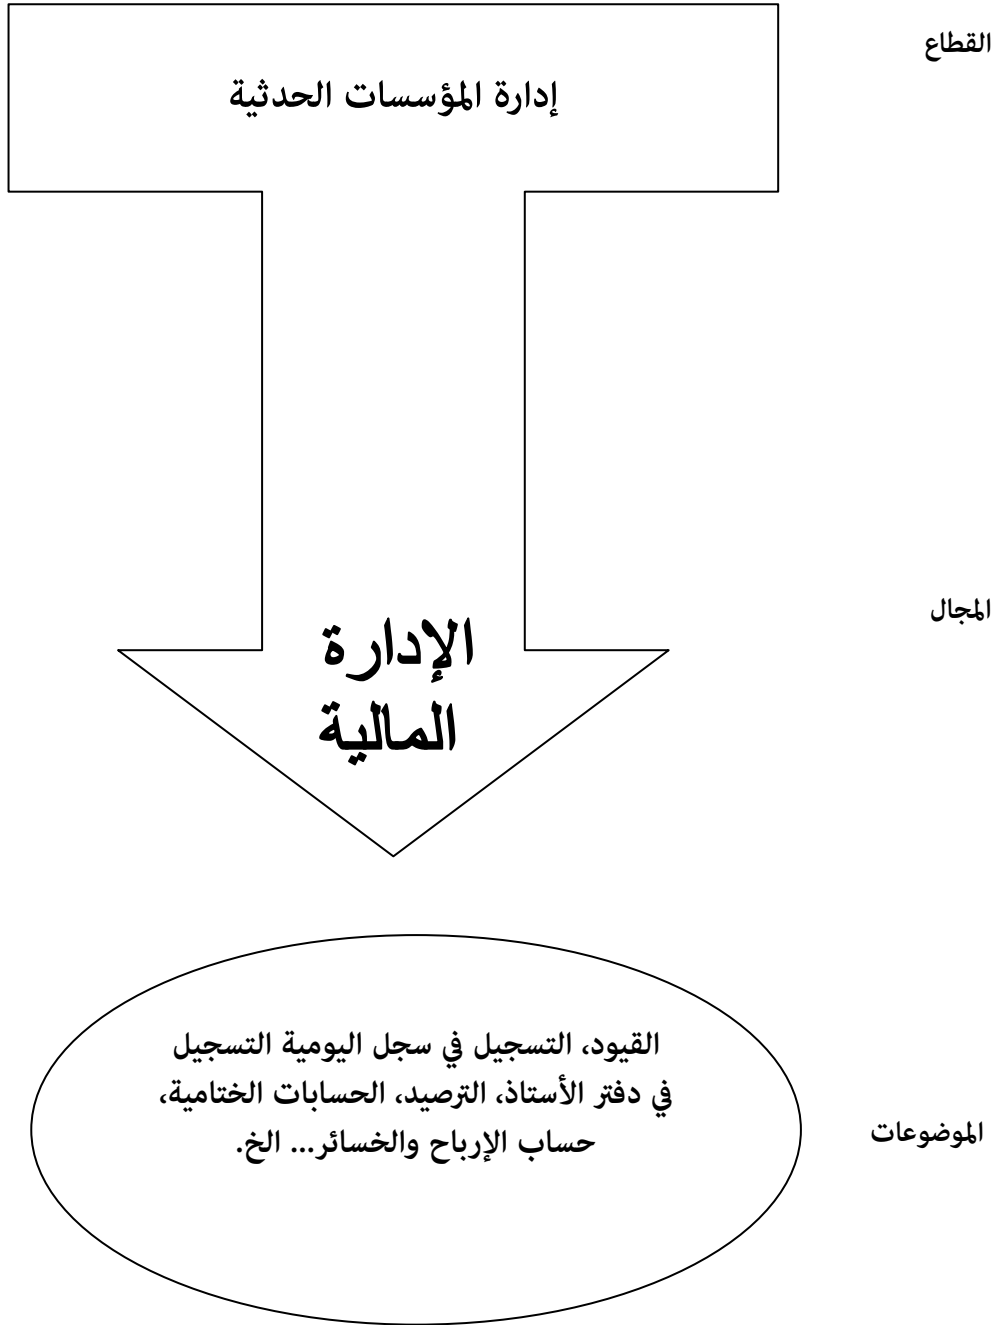 القطاع
إدارة المؤسسات الحدثية
المجال
الإدارة
المالية
القيود، التسجيل في سجل اليومية التسجيل
في دفتر الأستاذ، الترصيد، الحسابات الختامية،
حساب الإرباح والخسائر... الخ.
الموضوعات